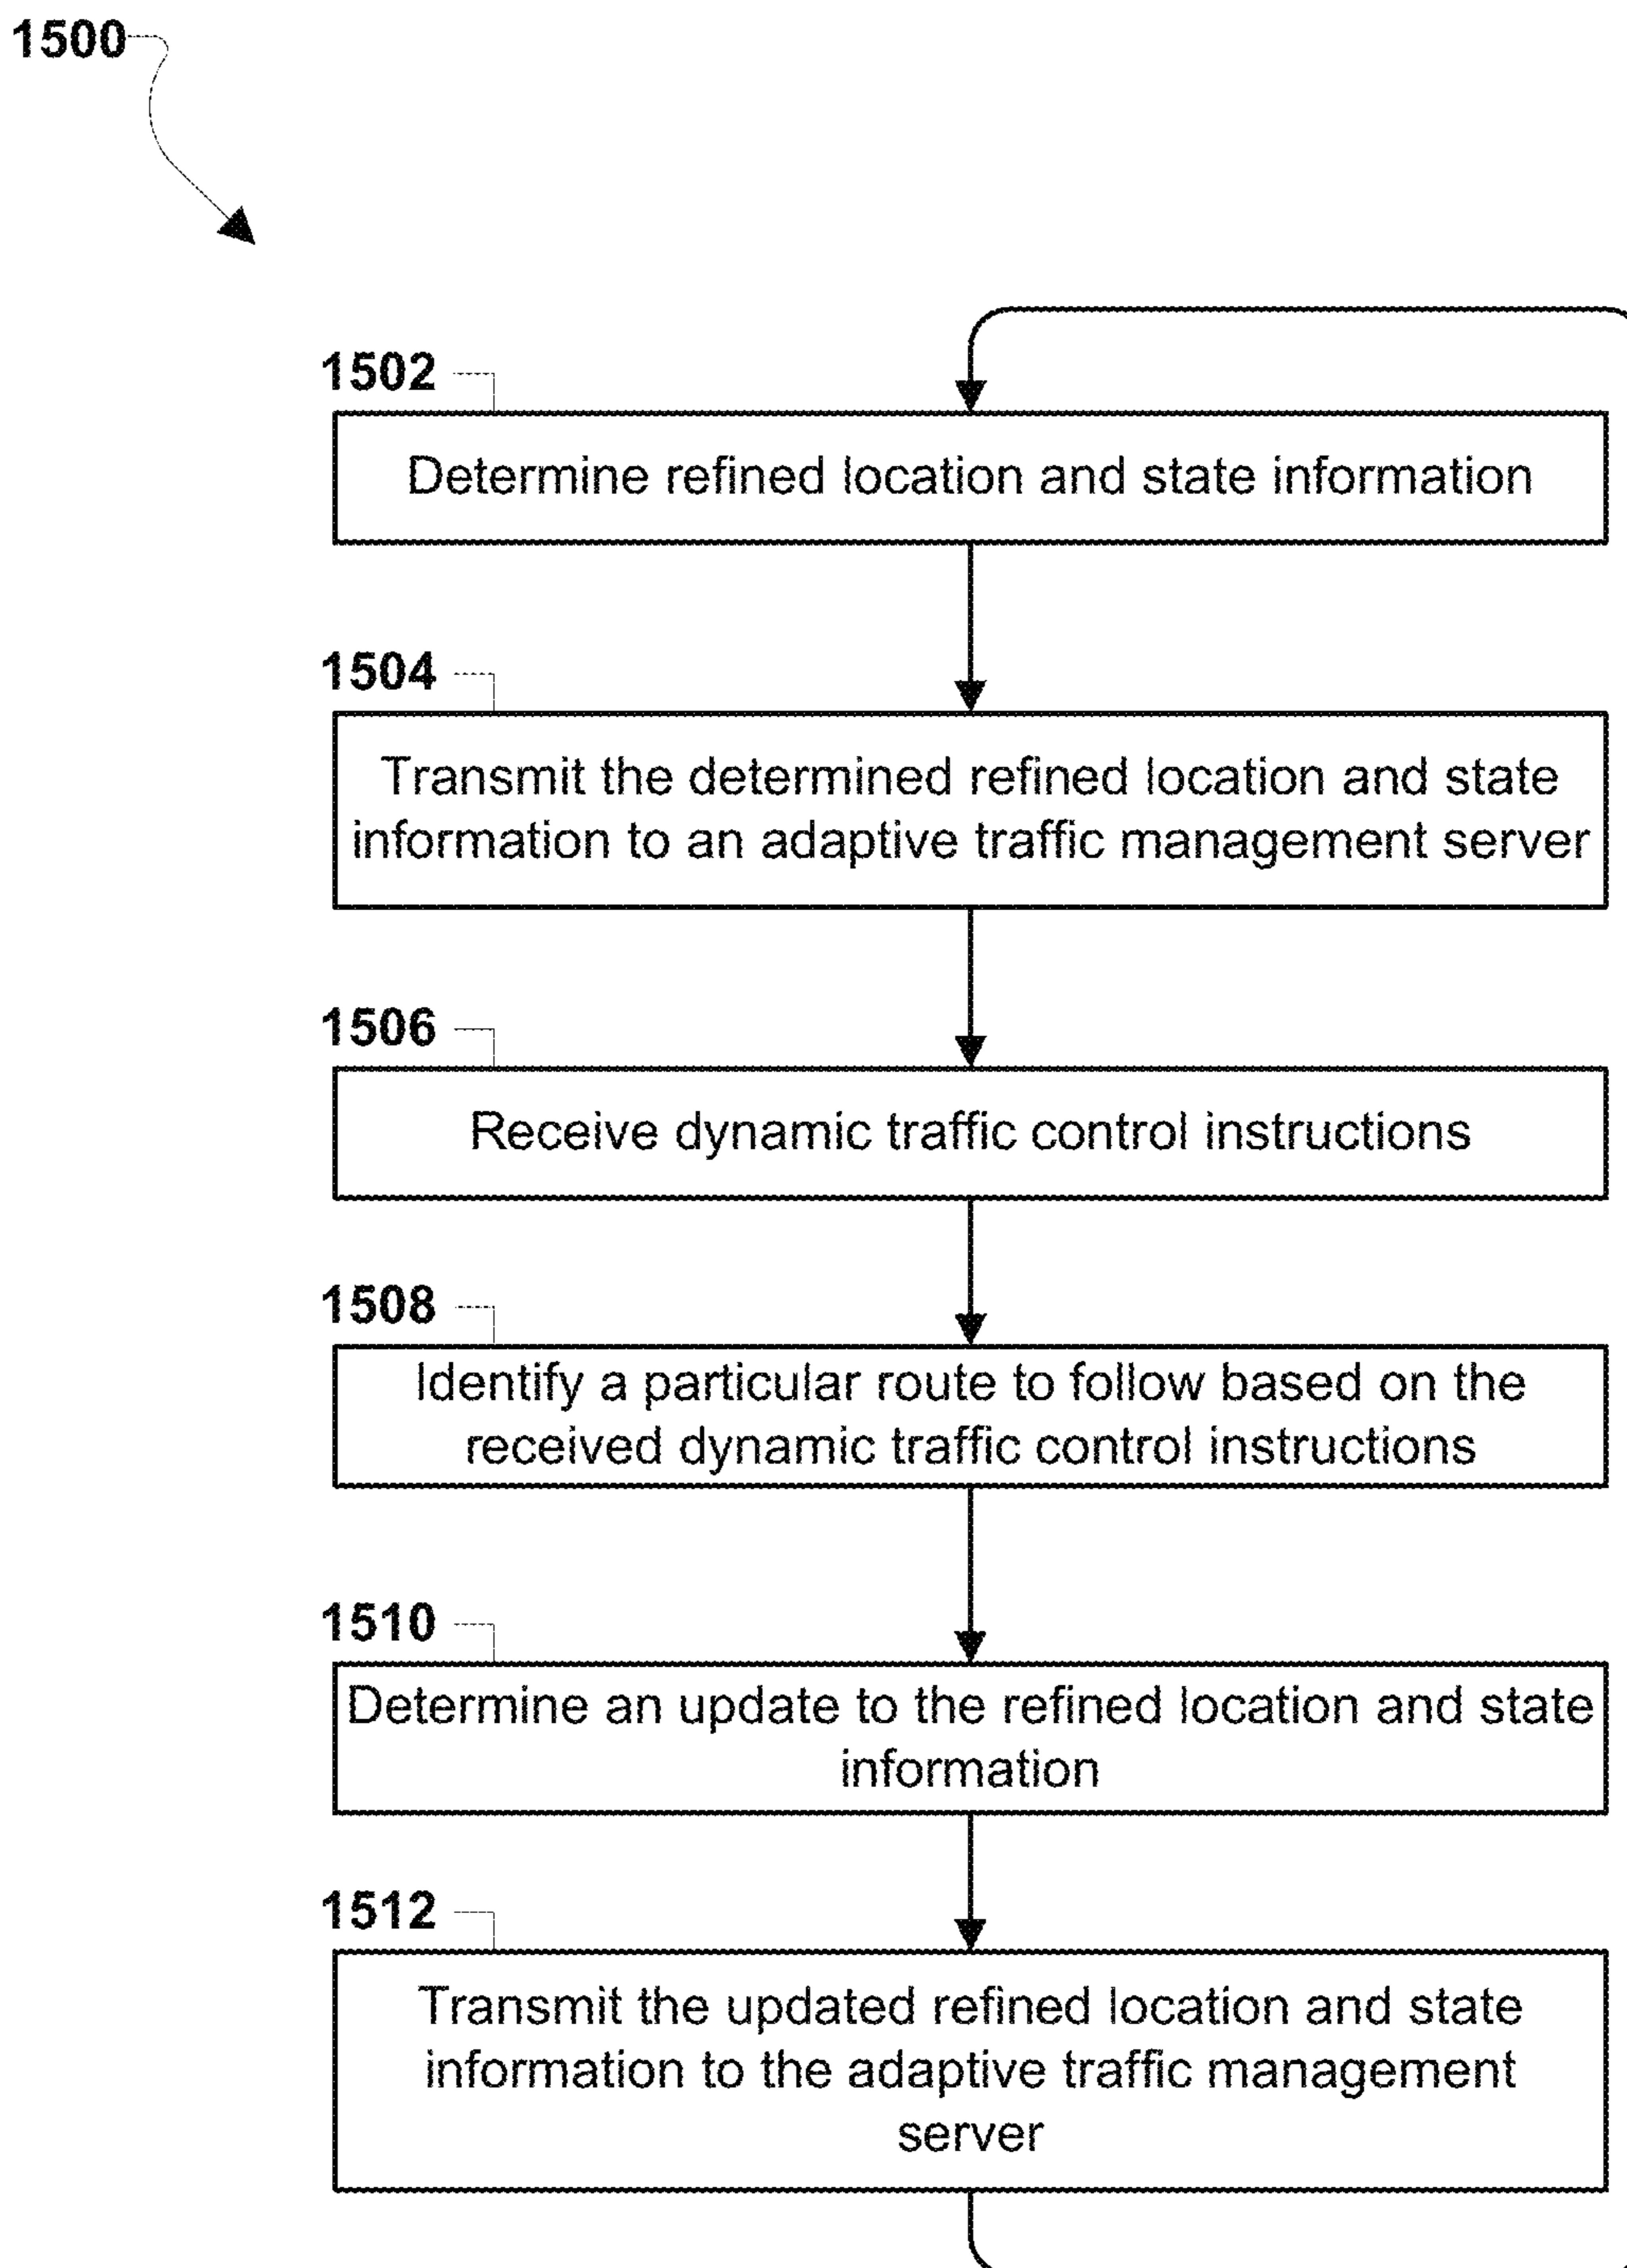 1500
1502
Determine refined location and state information
1504
Transmit the determined refined location and state
information to an adaptive traffic management server
1506
Receive dynamic traffic control instructions
1508
Identify a particular route to follow based on the
received dynamic traffic control instructions
1510
Determine an update to the refined location and state
information
1512
Transmit the updated refined location and state
information to the adaptive traffic management
server